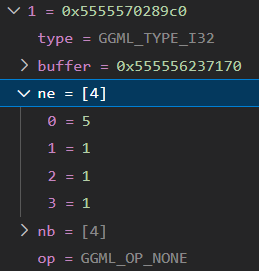 1 = 0x5555570289c0
type = GGML_TYPE_I32
buffer = 0x555556237170
ne = [4]
0 = 5
1 = 1
2 = 1
3 = 1
nb = [4]
op = GGML_OP_NONE